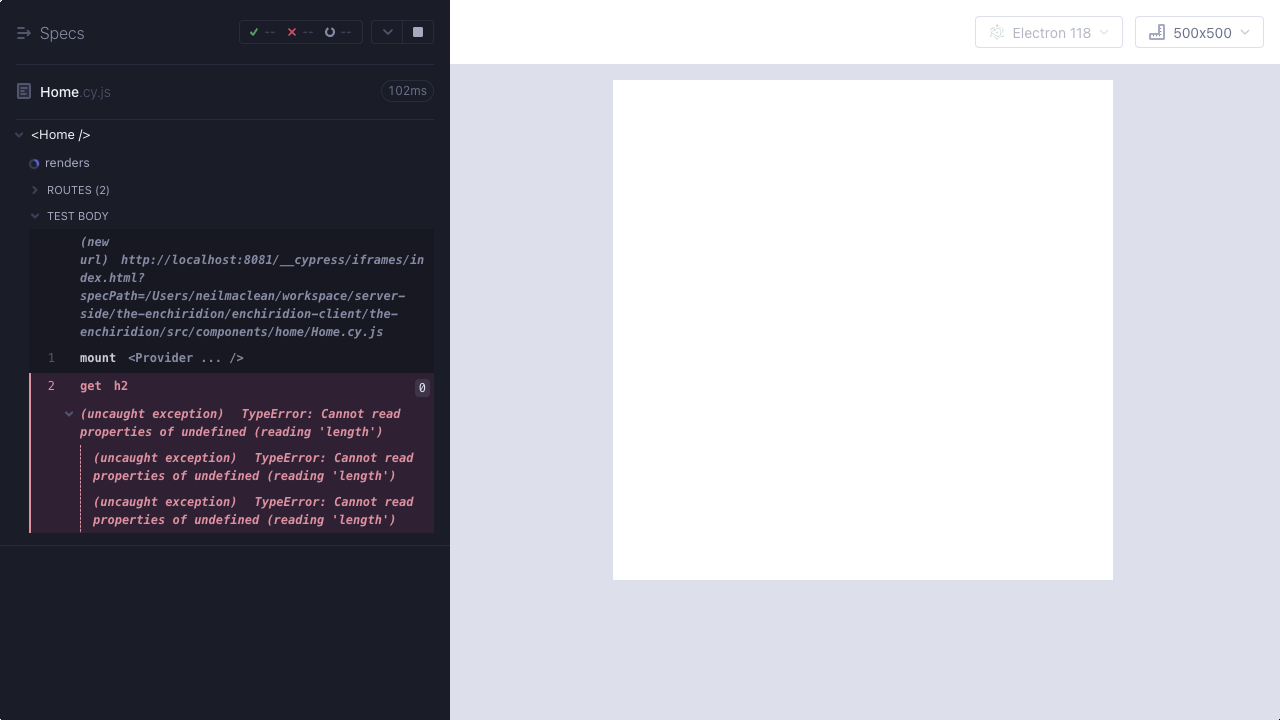 Specs
-- -- --
Electron 118
500x500
Home.cy.js
102ms
<Home />
renders
ROUTES (2)
TEST BODY
(new
url) http://localhost:8081/__cypress/iframes/in
dex.html?
specPath=/Users/neilmaclean/workspace/server-
side/the-enchiridion/enchiridion-client/the-
enchiridion/src/components/home/Home.cy.js
1 mount <Provider ... />
2 get h2 0
(uncaught exception) TypeError: Cannot read
properties of undefined (reading 'length')
(uncaught exception) TypeError: Cannot read
properties of undefined (reading 'length')
(uncaught exception) TypeError: Cannot read
properties of undefined (reading 'length')